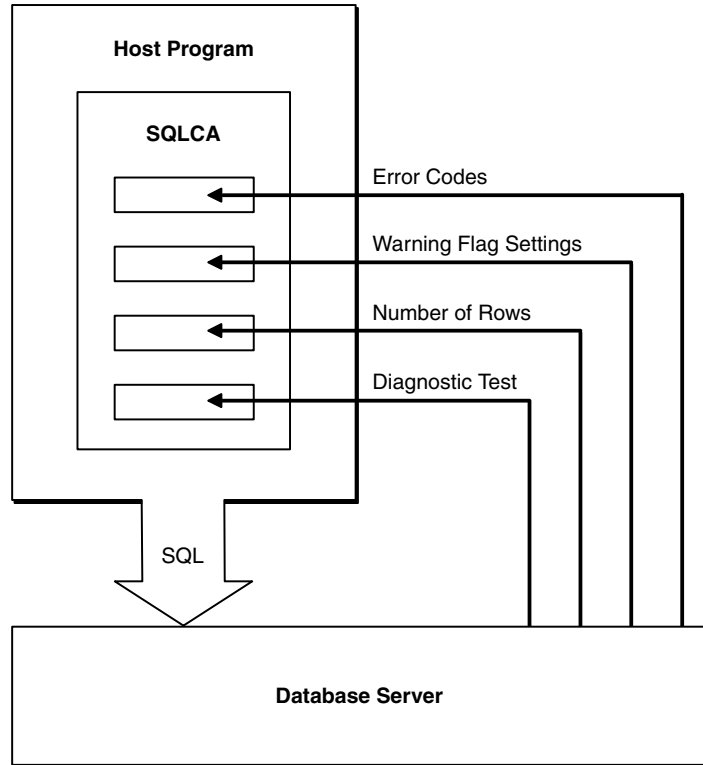 Host Program
SQLCA
Error Codes
Warning Flag Settings
Number of Rows
Diagnostic Test
SQL
Database Server